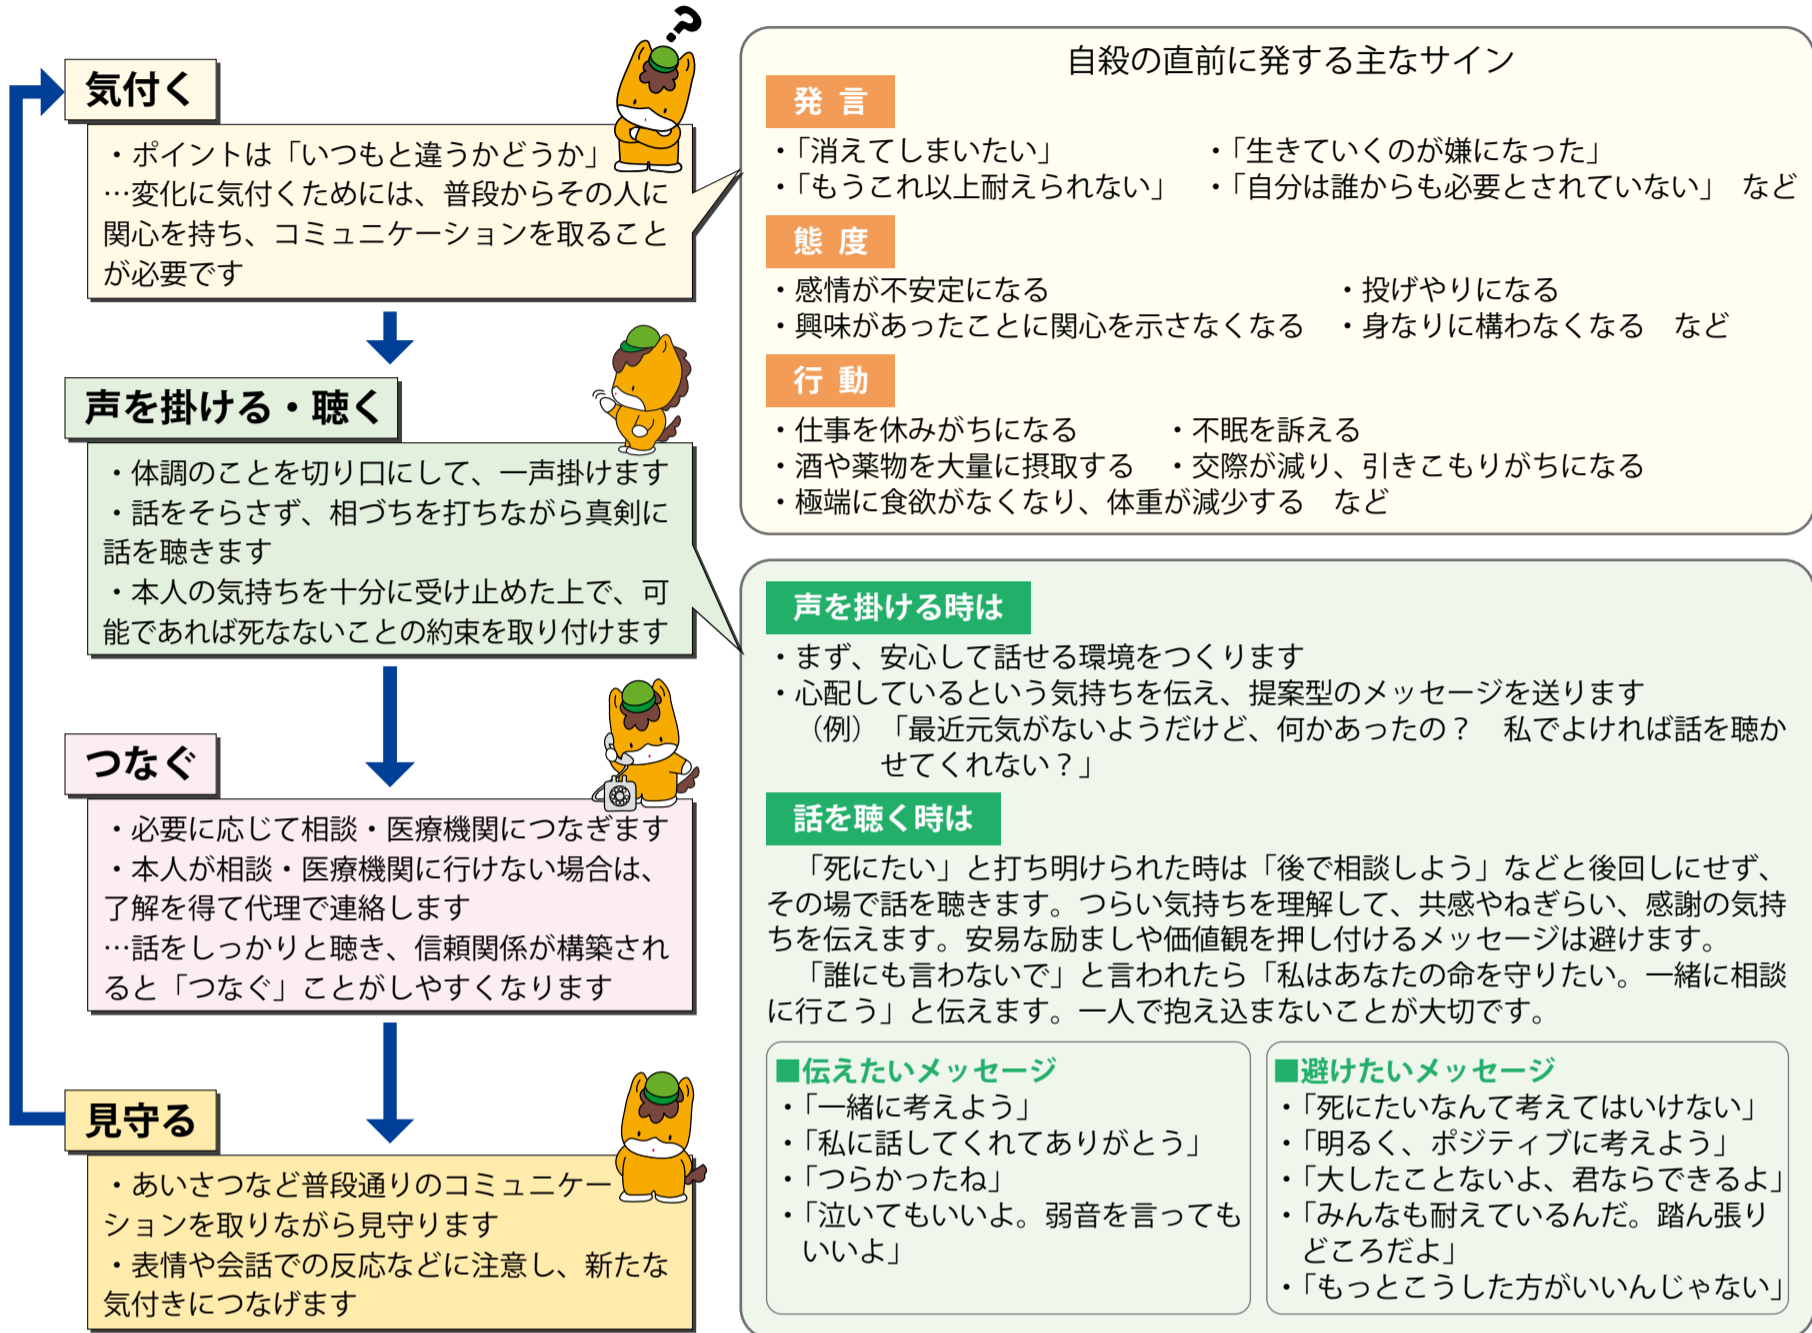 ?
気付く
・ポイントは「いつもと違うかどうか」
…変化に気付くためには、普段からその人に
関心を持ち、コミュニケーションを取ること
が必要です
声を掛ける・聴く
・体調のことを切り口にして、一声掛けます
・話をそらさず、相づちを打ちながら真剣に
話を聴きます
・本人の気持ちを十分に受け止めた上で、可
能であれば死なないことの約束を取り付けます
つなぐ
・必要に応じて相談・医療機関につなぎます
・本人が相談・医療機関に行けない場合は、
了解を得て代理で連絡します
…話をしっかりと聴き、信頼関係が構築され
ると「つなぐ」ことがしやすくなります
見守る
・あいさつなど普段通りのコミュニケー
ションを取りながら見守ります
・表情や会話での反応などに注意し、新たな
気付きにつなげます
自殺の直前に発する主なサイン
発 言
・「消えてしまいたい」 ・「生きていくのが嫌になった」
・「もうこれ以上耐えられない」 ・「自分は誰からも必要とされていない」 など
態 度
・感情が不安定になる ・投げやりになる
・興味があったことに関心を示さなくなる ・身なりに構わなくなる など
行 動
・仕事を休みがちになる ・不眠を訴える
・酒や薬物を大量に摂取する ・交際が減り、引きこもりがちになる
・極端に食欲がなくなり、体重が減少する など
声を掛ける時は
・まず、安心して話せる環境をつくります
・心配しているという気持ちを伝え、提案型のメッセージを送ります
（例）「最近元気がないようだけど、何かあったの？ 私でよければ話を聴か
せてくれない？」
話を聴く時は
「死にたい」と打ち明けられた時は「後で相談しよう」などと後回しにせず、
その場で話を聴きます。つらい気持ちを理解して、共感やねぎらい、感謝の気持
ちを伝えます。安易な励ましや価値観を押し付けるメッセージは避けます。
「誰にも言わないで」と言われたら「私はあなたの命を守りたい。一緒に相談
に行こう」と伝えます。一人で抱え込まないことが大切です。
■伝えたいメッセージ
・「一緒に考えよう」
・「私に話してくれてありがとう」
・「つらかったね」
・「泣いてもいいよ。弱音を言っても
いいよ」
■避けたいメッセージ
・「死にたいなんて考えてはいけない」
・「明るく、ポジティブに考えよう」
・「大したことないよ、君ならできるよ」
・「みんなも耐えているんだ。踏ん張り
どころだよ」
・「もっとこうした方がいいんじゃない」